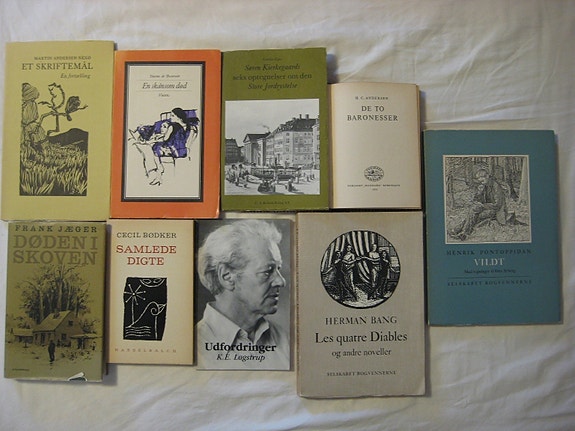 MARTIN ANDERSEN NEXØ
ET SKRIFTEMÅL
En fortælling
Simone de Beauvoir
En skånsom død
Søren Kierkegaards
Store Jordrystelse
H. C. ANDERSEN
DE TO
BARONESSER
FRANK JÆGER
DØDEN I
SKOVEN
CECIL BØDKER
SAMLEDE
DIGTE
HASSELBALCH
Udfordringer
K.E. Løgstrup
HERMAN BANG
Les quatre Diables
og andre noveller
SELSKABET BOGVENNERNE
HENRIK PONTOPPIDAN
VILDT
SELSKABET BOGVENNERNE